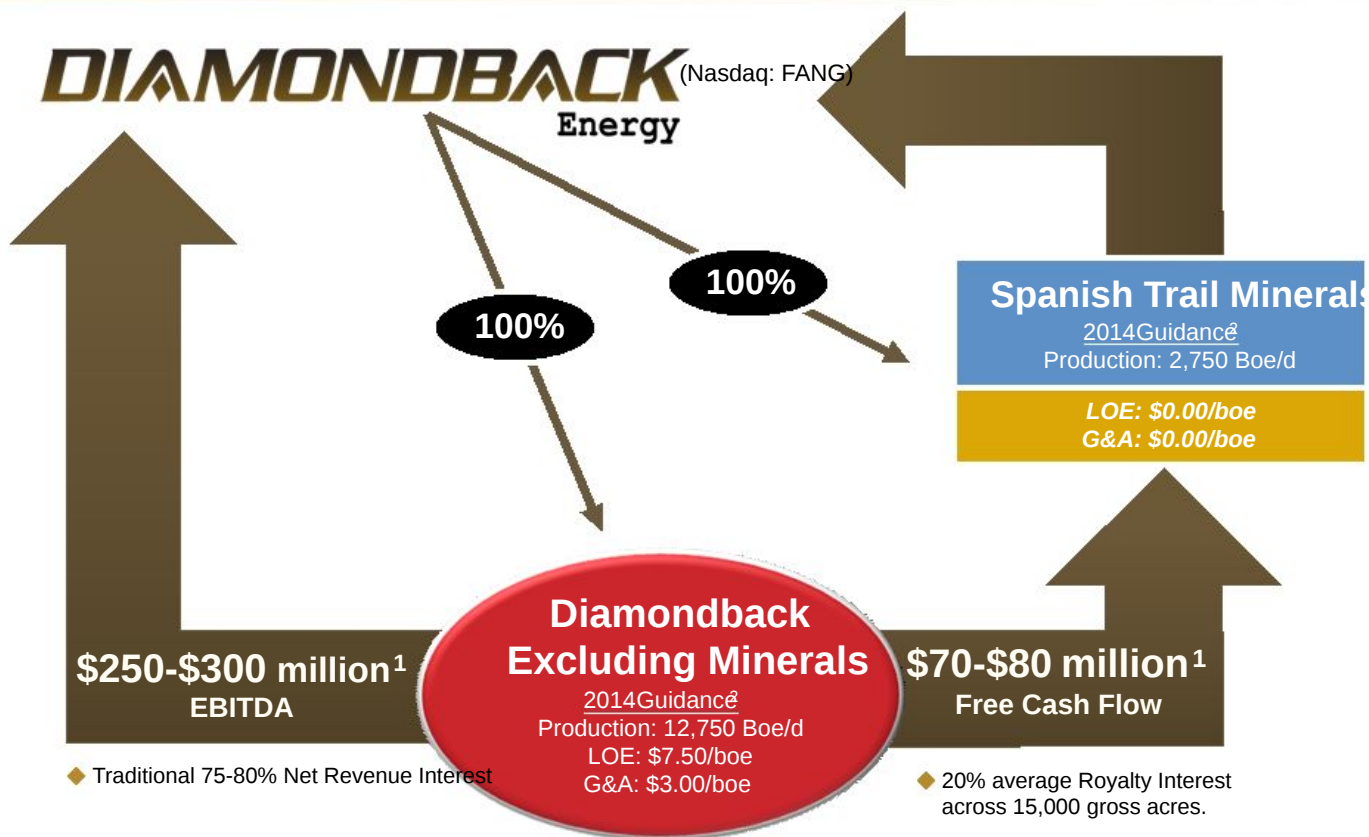 DIAMONDBACK
Energy
(Nasdaq: FANG)
100%
100%
Spanish Trail Minerals
2014Guidance2
Production: 2,750 Boe/d
LOE: $0.00/boe
G&A: $0.00/boe
Diamondback
Excluding Minerals
2014Guidance2
Production: 12,750 Boe/d
LOE: $7.50/boe
G&A: $3.00/boe
$250-$300 million1
EBITDA
◆ Traditional 75-80% Net Revenue Interest
$70-$80 million1
Free Cash Flow
◆ 20% average Royalty Interest
across 15,000 gross acres.